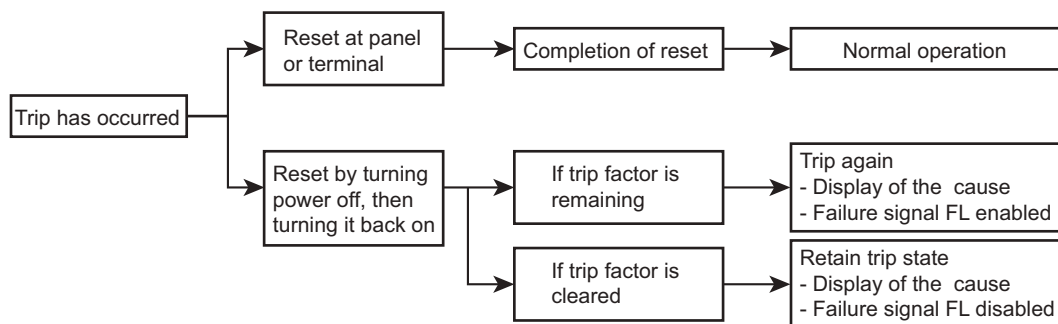 Reset at panel
or terminal
Completion of reset
Normal operation
Trip has occurred
Reset by turning
power off, then
turning it back on
If trip factor is
remaining
Trip again
- Display of the cause
- Failure signal FL enabled
If trip factor is
cleared
Retain trip state
- Display of the cause
- Failure signal FL disabled